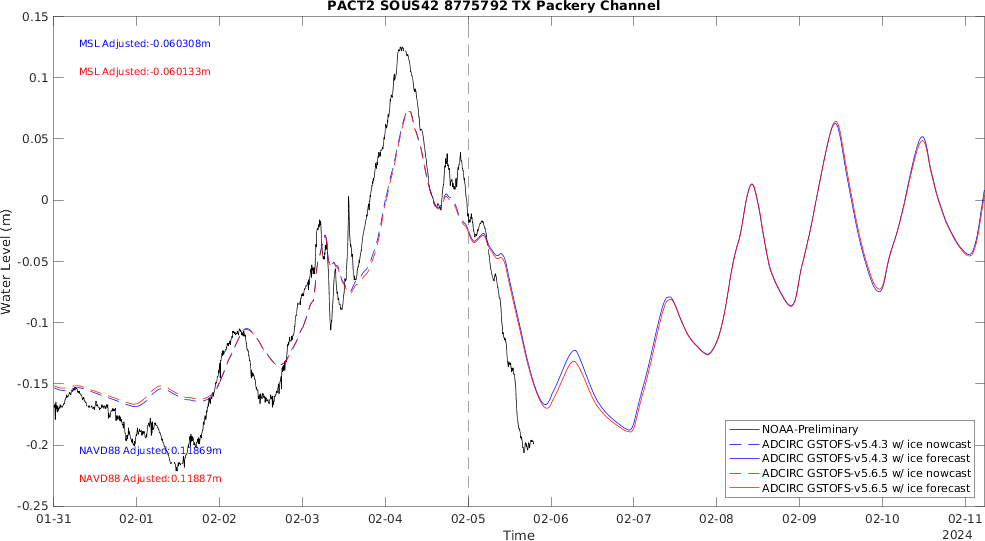 PACT2 SOUS42 8775792 TX Packery Channel
MSL Adjusted:-0.060308m
MSL Adjusted:-0.060133m
NAVD88 Adjusted:0.11869m
NAVD88 Adjusted:0.11887m
Water Level (m)
0.15
0.1
0.05
0
-0.05
-0.1
-0.15
-0.2
-0.25
NOAA-Preliminary
ADCIRC GSTOFS-v5.4.3 w/ ice nowcast
ADCIRC GSTOFS-v5.4.3 w/ ice forecast
ADCIRC GSTOFS-v5.6.5 w/ ice nowcast
ADCIRC GSTOFS-v5.6.5 w/ ice forecast
01-31 02-01 02-02 02-03 02-04 02-05 02-06 02-07 02-08 02-09 02-10 02-11
Time
2024